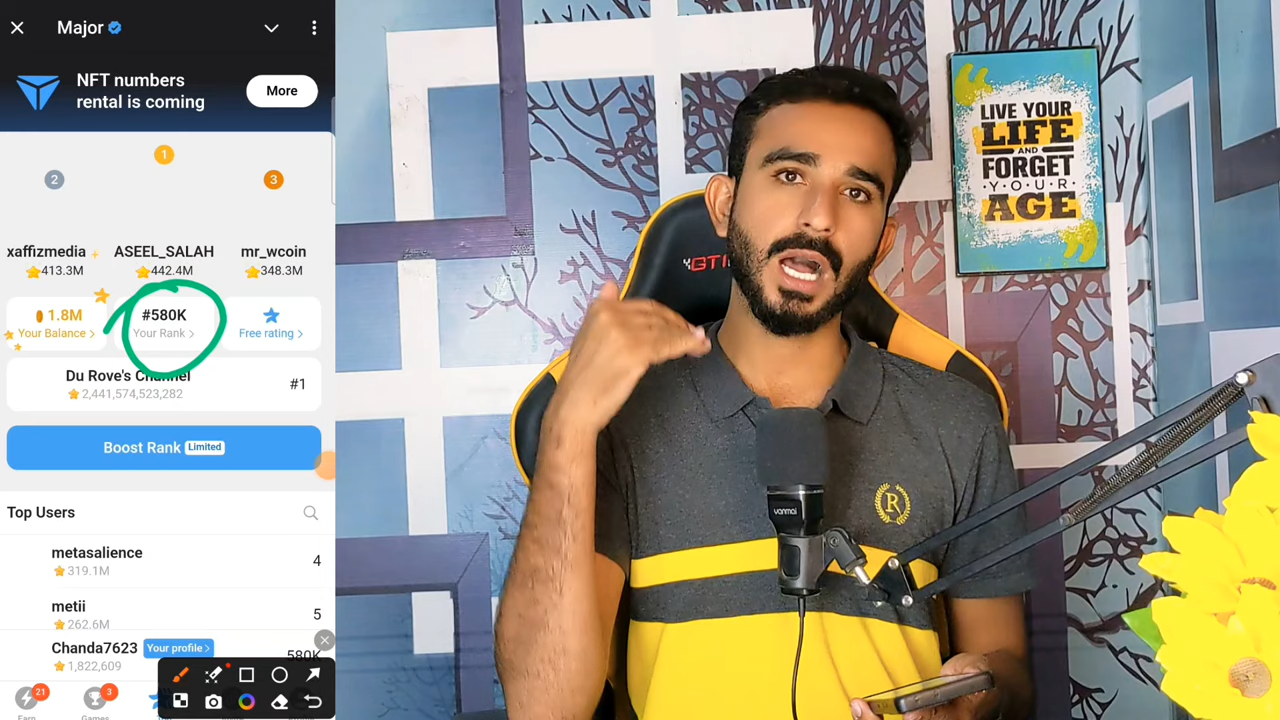 Major
NFT numbers
rental is coming
More
1
2
3
xaffizmedia
ASEEL_SALAH
mr_wcoin
413.3M
442.4M
348.3M
1.8M
#580K
Your Balance >
Your Rank >
Free rating >
Du Rove's Channel
2,441,574,523,282
#1
Boost Rank Limited
Top Users
metasalience
319.1M
4
metii
262.6M
5
Chanda7623 Your profile >
1,822,609
580K
21
3
Earn
Games
LIVE YOUR
LIFE
AND
FORGET
YOUR
AGE
GTI
R
vanmai